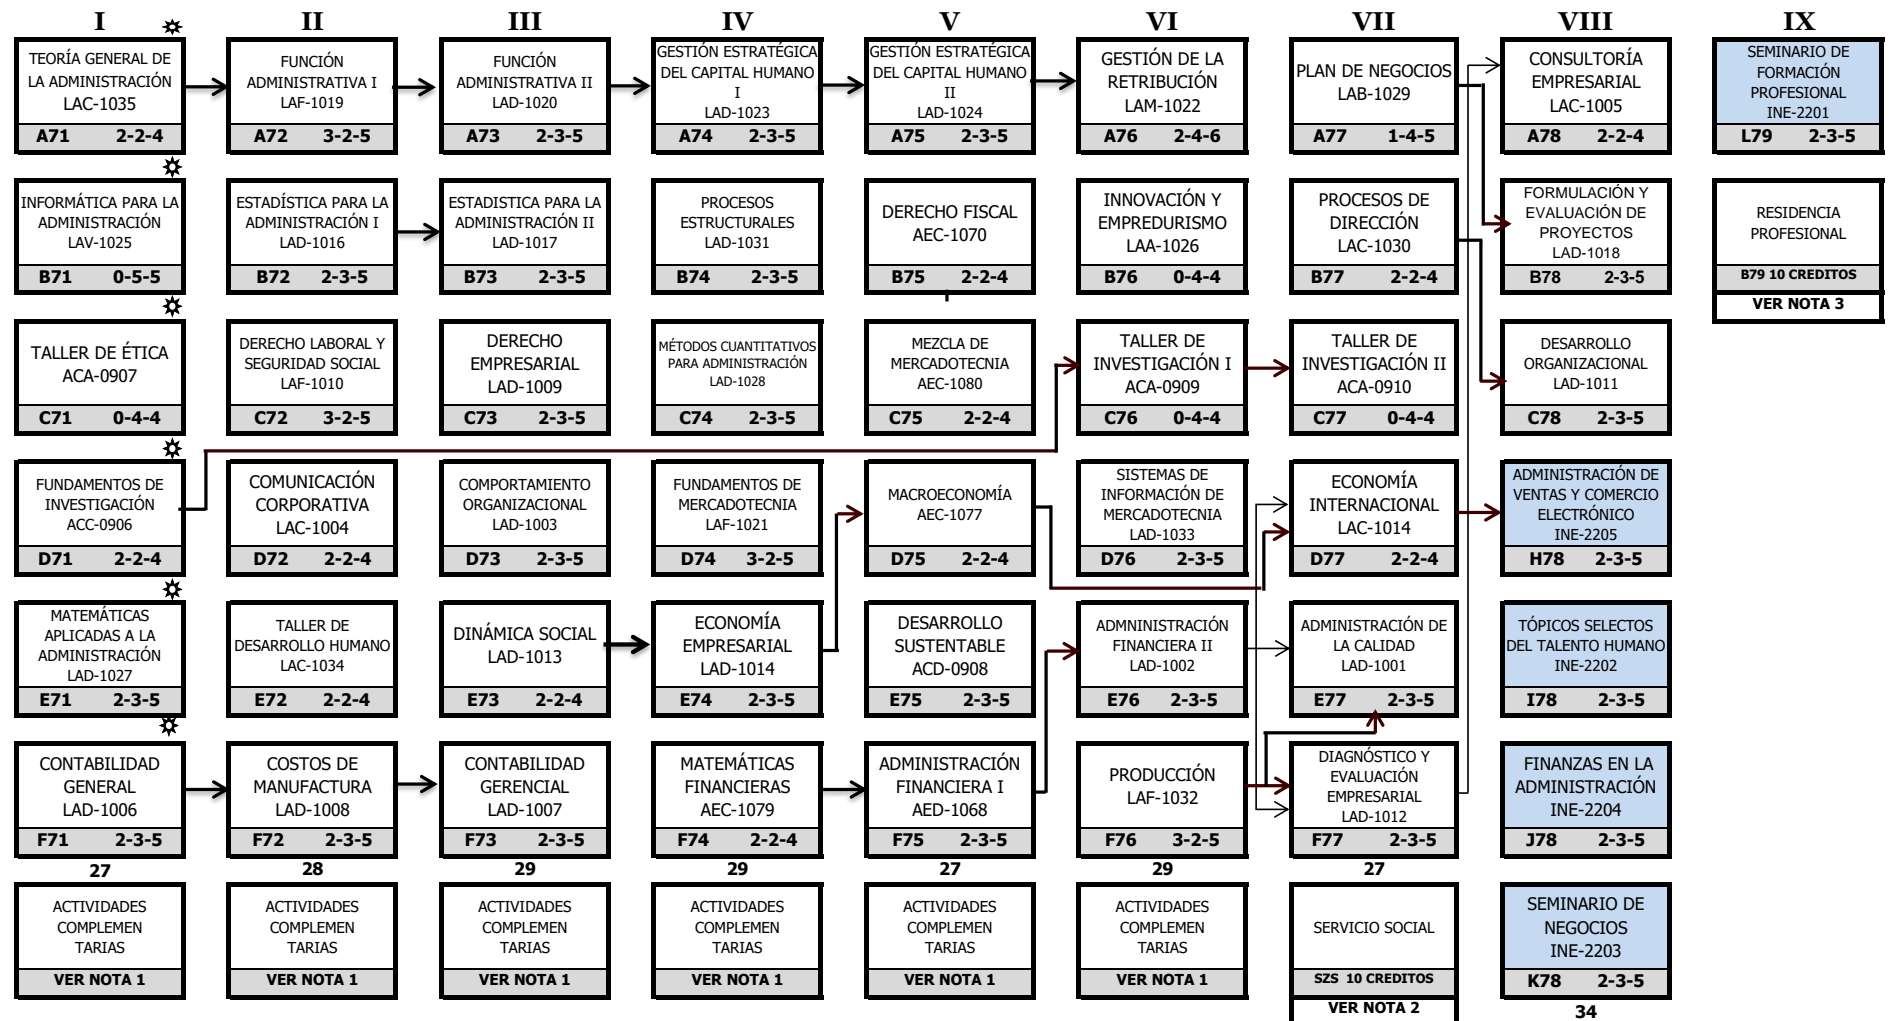 I
II
III
IV
V
VI
VII
VIII
IX
TEORÍA GENERAL DE
LA ADMINISTRACIÓN
LAC-1035
A71 2-2-4
FUNCIÓN
ADMINISTRATIVA I
LAF-1019
A72 3-2-5
FUNCIÓN
ADMINISTRATIVA II
LAD-1020
A73 2-3-5
GESTIÓN ESTRATÉGICA
DEL CAPITAL HUMANO
I
LAD-1023
A74 2-3-5
GESTIÓN ESTRATÉGICA
DEL CAPITAL HUMANO
II
LAD-1024
A75 2-3-5
GESTIÓN DE LA
RETRIBUCIÓN
LAM-1022
A76 2-4-6
PLAN DE NEGOCIOS
LAB-1029
A77 1-4-5
CONSULTORÍA
EMPRESARIAL
LAC-1005
A78 2-2-4
SEMINARIO DE
FORMACIÓN
PROFESIONAL
INE-2201
L79 2-3-5
INFORMÁTICA PARA LA
ADMINISTRACIÓN
LAV-1025
B71 0-5-5
ESTADÍSTICA PARA LA
ADMINISTRACIÓN I
LAD-1016
B72 2-3-5
ESTADISTICA PARA LA
ADMINISTRACIÓN II
LAD-1017
B73 2-3-5
PROCESOS
ESTRUCTURALES
LAD-1031
B74 2-3-5
DERECHO FISCAL
AEC-1070
B75 2-2-4
INNOVACIÓN Y
EMPREDURISMO
LAA-1026
B76 0-4-4
PROCESOS DE
DIRECCIÓN
LAC-1030
B77 2-2-4
FORMULACIÓN Y
EVALUACIÓN DE
PROYECTOS
LAD-1018
B78 2-3-5
RESIDENCIA
PROFESIONAL
B79 10 CREDITOS
VER NOTA 3
TALLER DE ÉTICA
ACA-0907
C71 0-4-4
DERECHO LABORAL Y
SEGURIDAD SOCIAL
LAF-1010
C72 3-2-5
DERECHO
EMPRESARIAL
LAD-1009
C73 2-3-5
MÉTODOS CUANTITATIVOS
PARA ADMINISTRACIÓN
LAD-1028
C74 2-3-5
MEZCLA DE
MERCADOTECNIA
AEC-1080
C75 2-2-4
TALLER DE
INVESTIGACIÓN I
ACA-0909
C76 0-4-4
TALLER DE
INVESTIGACIÓN II
ACA-0910
C77 0-4-4
DESARROLLO
ORGANIZACIONAL
LAD-1011
C78 2-3-5
FUNDAMENTOS DE
INVESTIGACIÓN
ACC-0906
D71 2-2-4
COMUNICACIÓN
CORPORATIVA
LAC-1004
D72 2-2-4
COMPORTAMIENTO
ORGANIZACIONAL
LAD-1003
D73 2-3-5
FUNDAMENTOS DE
MERCADOTECNIA
LAF-1021
D74 3-2-5
MACROECONOMÍA
AEC-1077
D75 2-2-4
SISTEMAS DE
INFORMACIÓN DE
MERCADOTECNIA
LAD-1033
D76 2-3-5
ECONOMÍA
INTERNACIONAL
LAC-1014
D77 2-2-4
ADMINISTRACIÓN DE
VENTAS Y COMERCIO
ELECTRÓNICO
INE-2205
H78 2-3-5
MATEMÁTICAS
APLICADAS A LA
ADMINISTRACIÓN
LAD-1027
E71 2-3-5
TALLER DE
DESARROLLO HUMANO
LAC-1034
E72 2-2-4
DINÁMICA SOCIAL
LAD-1013
E73 2-2-4
ECONOMÍA
EMPRESARIAL
LAD-1014
E74 2-3-5
DESARROLLO
SUSTENTABLE
ACD-0908
E75 2-3-5
ADMNINISTRACIÓN
FINANCIERA II
LAD-1002
E76 2-3-5
ADMINISTRACIÓN DE
LA CALIDAD
LAD-1001
E77 2-3-5
TÓPICOS SELECTOS
DEL TALENTO HUMANO
INE-2202
I78 2-3-5
CONTABILIDAD
GENERAL
LAD-1006
F71 2-3-5
COSTOS DE
MANUFACTURA
LAD-1008
F72 2-3-5
CONTABILIDAD
GERENCIAL
LAD-1007
F73 2-3-5
MATEMÁTICAS
FINANCIERAS
AEC-1079
F74 2-2-4
ADMINISTRACIÓN
FINANCIERA I
AED-1068
F75 2-3-5
PRODUCCIÓN
LAF-1032
F76 3-2-5
DIAGNÓSTICO Y
EVALUACIÓN
EMPRESARIAL
LAD-1012
F77 2-3-5
FINANZAS EN LA
ADMINISTRACIÓN
INE-2204
J78 2-3-5
27
28
29
29
27
29
27
ACTIVIDADES
COMPLEMEN
TARIAS
VER NOTA 1
ACTIVIDADES
COMPLEMEN
TARIAS
VER NOTA 1
ACTIVIDADES
COMPLEMEN
TARIAS
VER NOTA 1
ACTIVIDADES
COMPLEMEN
TARIAS
VER NOTA 1
ACTIVIDADES
COMPLEMEN
TARIAS
VER NOTA 1
ACTIVIDADES
COMPLEMEN
TARIAS
VER NOTA 1
SERVICIO SOCIAL
SZS 10 CREDITOS
VER NOTA 2
SEMINARIO DE
NEGOCIOS
INE-2203
K78 2-3-5
34